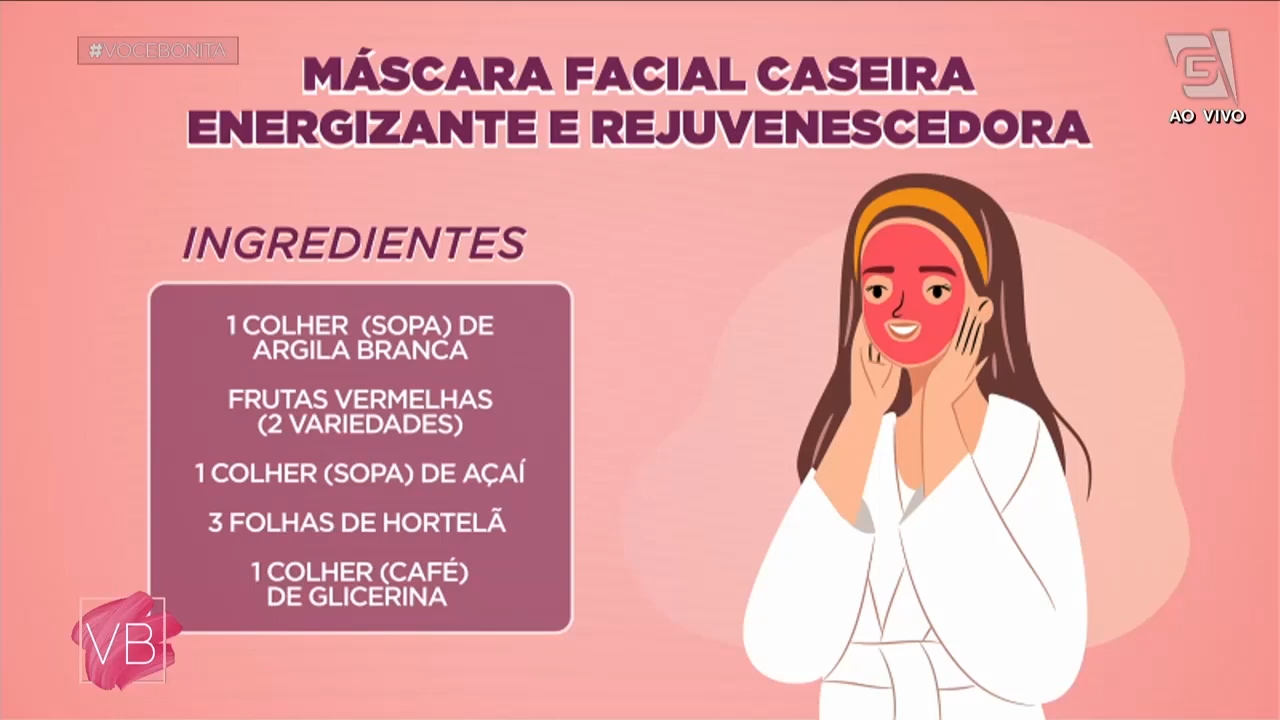 #VOCEBONITA
MÁSCARA FACIAL CASEIRA
ENERGIZANTE E REJUVENESCEDORA
G
AO VIVO
INGREDIENTES
1 COLHER (SOPA) DE
ARGILA BRANCA
FRUTAS VERMELHAS
(2 VARIEDADES)
1 COLHER (SOPA) DE AÇAÍ
3 FOLHAS DE HORTELÃ
1 COLHER (CAFÉ)
DE GLICERINA
VB